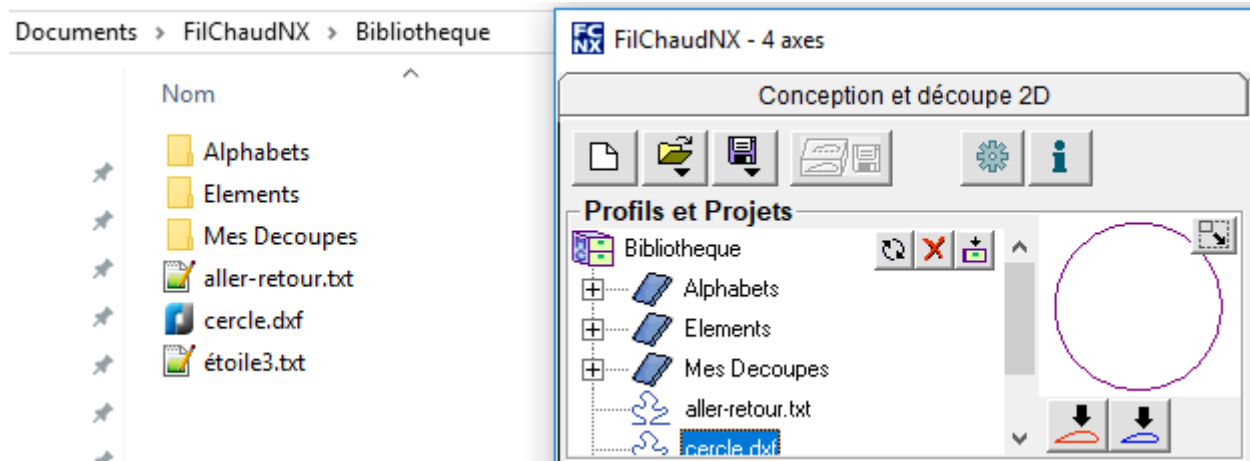 Documents > FilChaudNX > Bibliotheque
Nom
Alphabets
Elements
Mes Decoupes
aller-retour.txt
cercle.dxf
étoile3.txt
FC NX FilChaudNX - 4 axes
Conception et découpe 2D
Profils et Projets
Bibliotheque
Alphabets
Elements
Mes Decoupes
aller-retour.txt
cercle.dxf